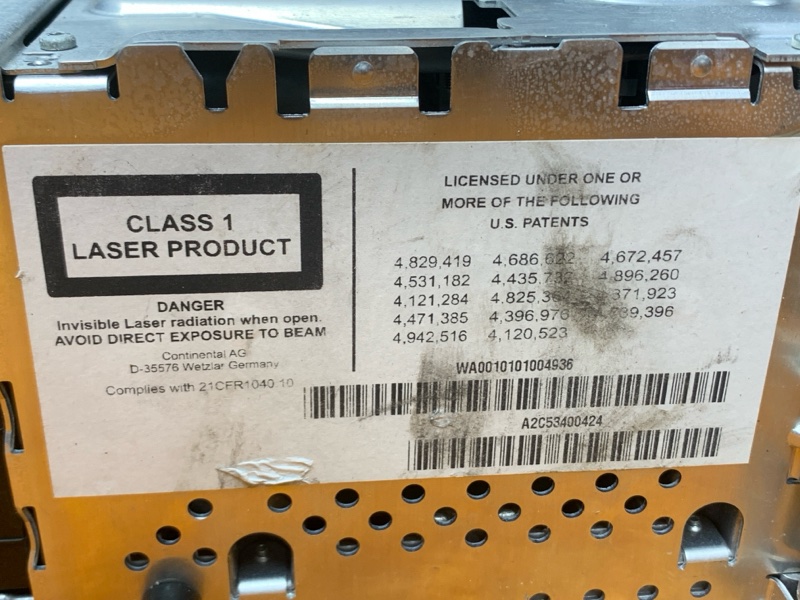 CLASS 1
LASER PRODUCT
DANGER
Invisible Laser radiation when open.
AVOID DIRECT EXPOSURE TO BEAM
Continental AG
D-35576 Wetzlar Germany
Complies with 21CFR1040.10
LICENSED UNDER ONE OR
MORE OF THE FOLLOWING
U.S. PATENTS
4,829,419 4,672,457
4,531,182 4,896,260
4,121,284
4,471,385 4,396,976
4,942,516 4,120,523
WA0010101004936
A2C53400424